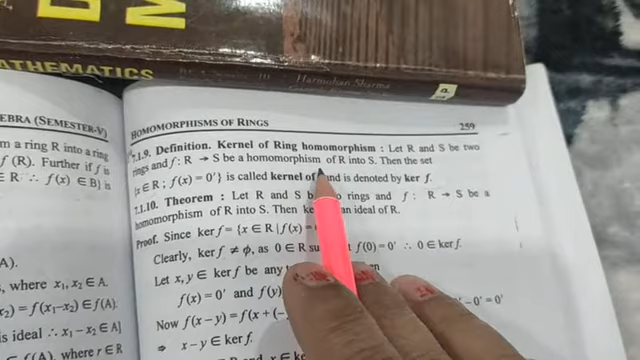 MATHEMATICS
Harmohan Sharma
EBRA (SEMESTER-V)
m a ring R into a ring
f (R). Further if f is
∈ R ∴ f(x) ∈ B} is
A).
s, where x₁, x₂ ∈ A.
x₂) = f(x₁-x₂) ∈ f(A).
is ideal ∴ x₁ – x₂ ∈ A]
f(A), where r ∈ R
HOMOMORPHISMS OF RINGS 259
7.1.9. Definition. Kernel of Ring homomorphism : Let R and S be two
rings and f : R → S be a homomorphism of R into S. Then the set
{x ∈ R ; f(x) = 0'} is called kernel of and is denoted by ker f.
7.1.10. Theorem : Let R and S rings and f : R → S be a
homomorphism of R into S. Then an ideal of R.
Proof. Since ker f = {x ∈ R | f(x) =
Clearly, ker f ≠ φ, as 0 ∈ R f(0) = 0' ∴ 0 ∈ ker f.
Let x, y ∈ ker f be any
f(x) = 0' and f(y)
Now f(x – y) = f(x + (– – 0' = 0'
⇒ x – y ∈ ker f.